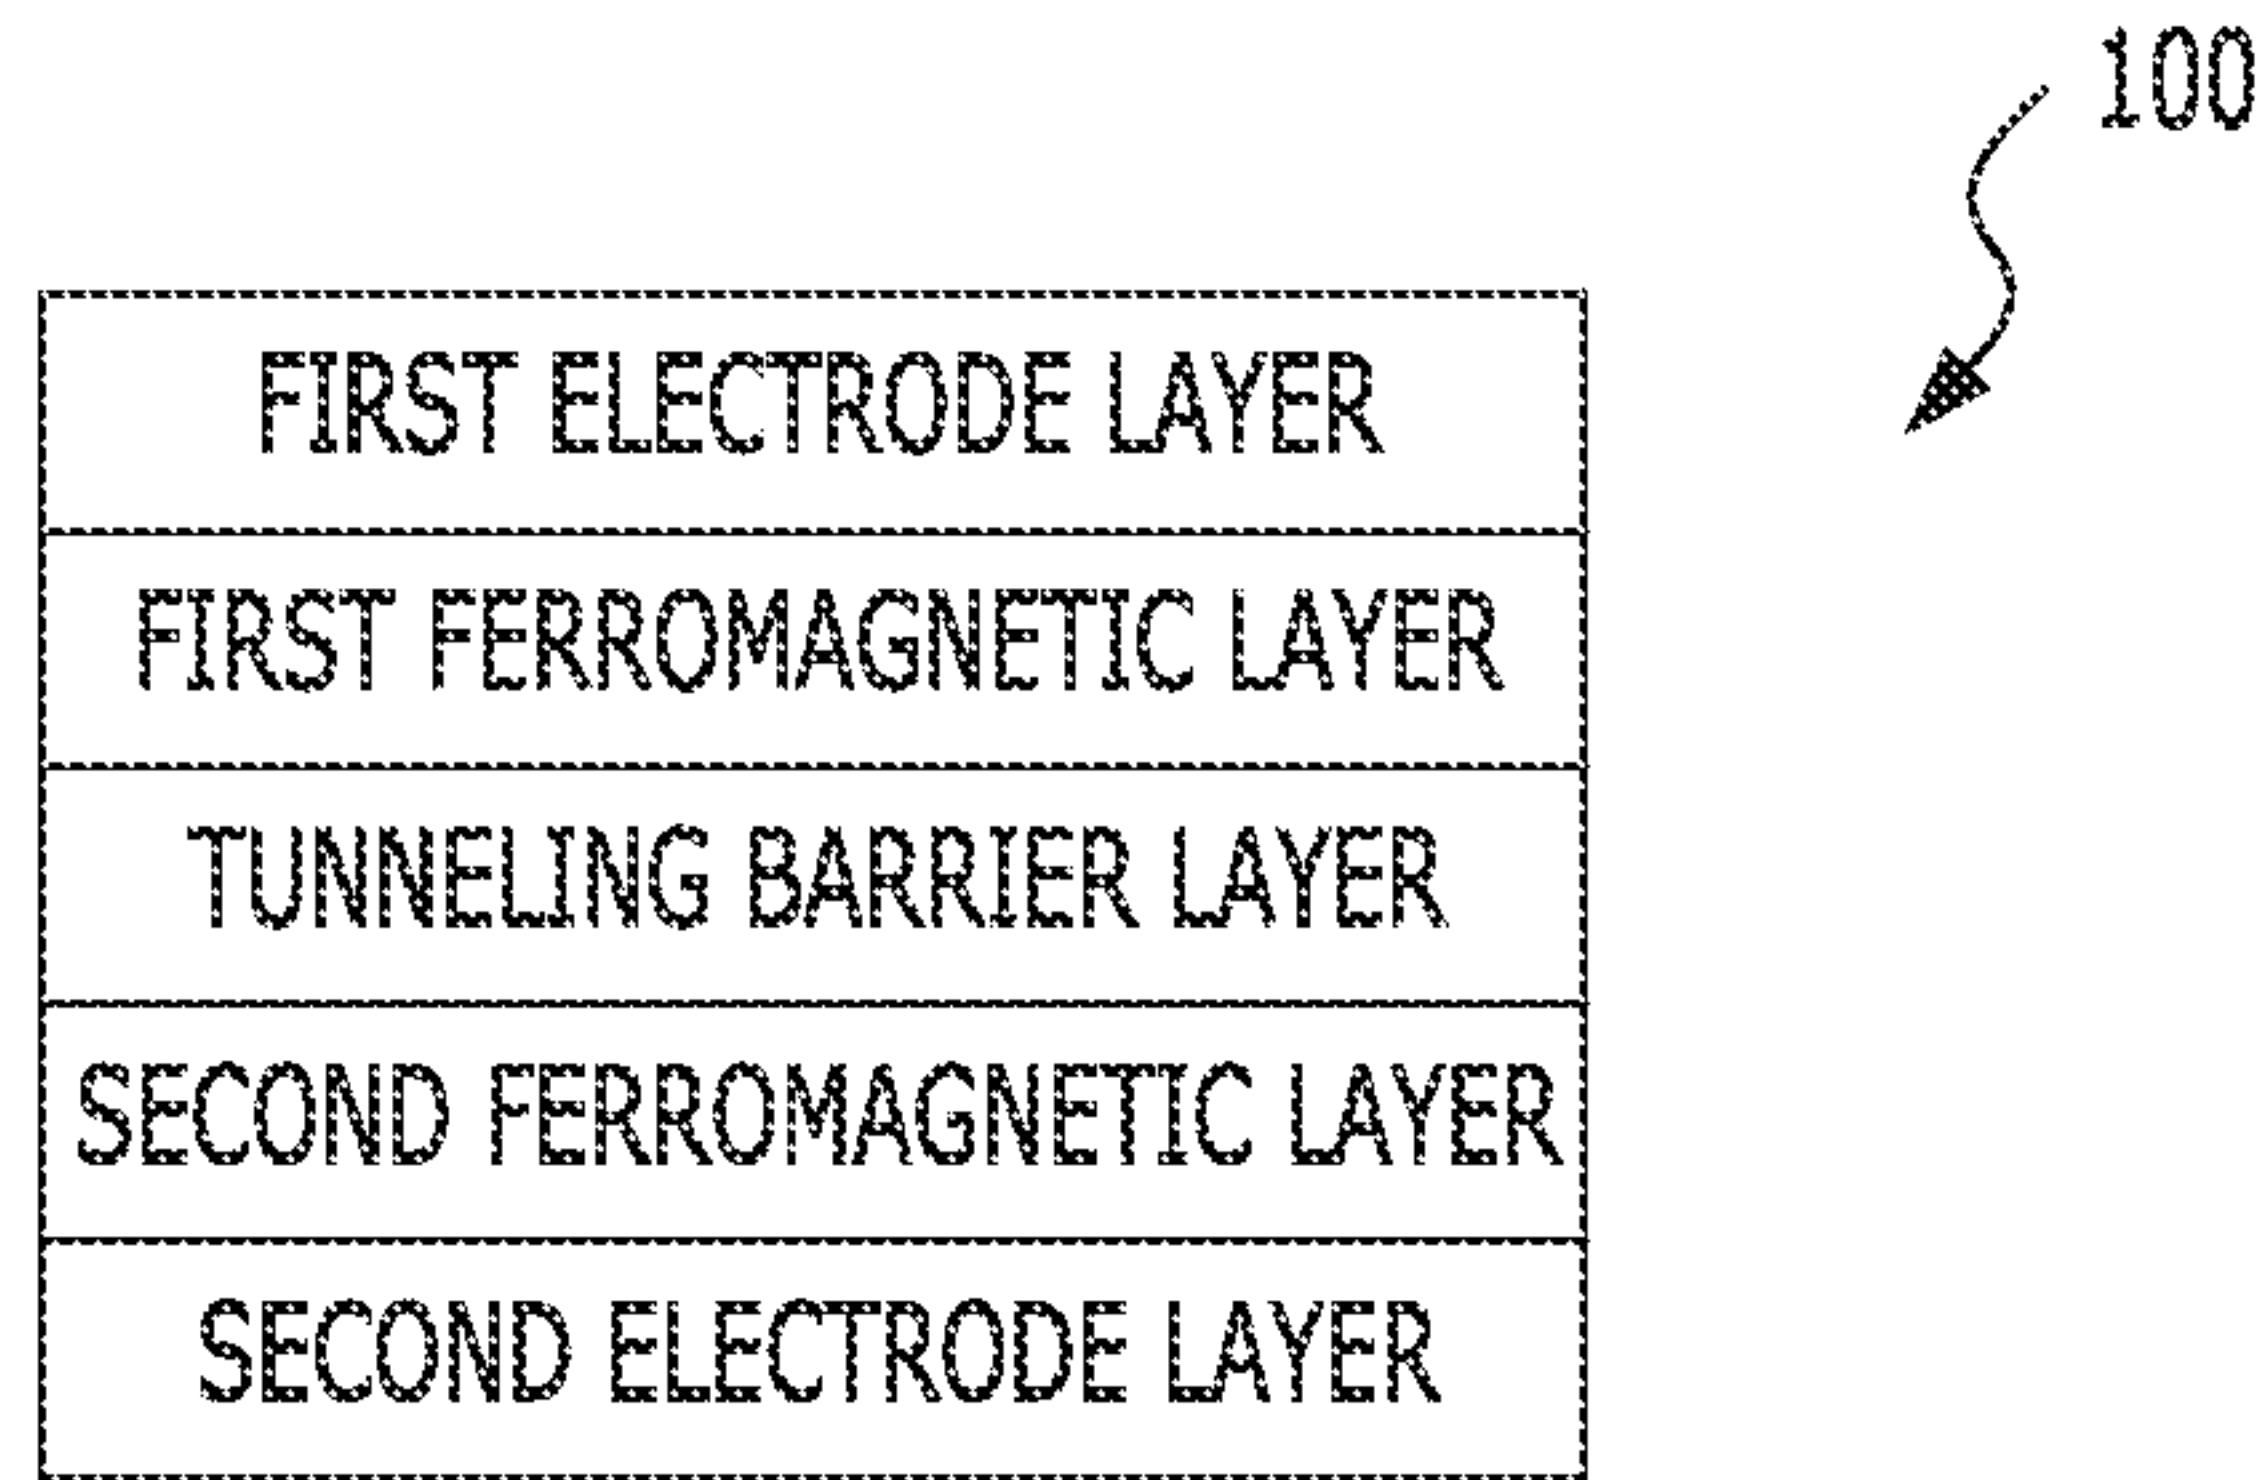 100
FIRST ELECTRODE LAYER
FIRST FERROMAGNETIC LAYER
TUNNELING BARRIER LAYER
SECOND FERROMAGNETIC LAYER
SECOND ELECTRODE LAYER